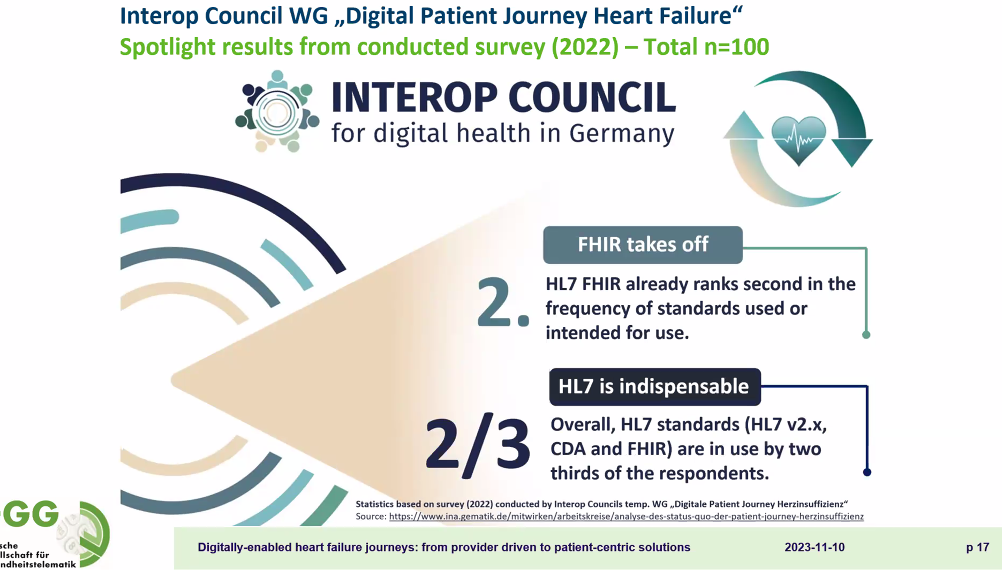 Interop Council WG „Digital Patient Journey Heart Failure“
Spotlight results from conducted survey (2022) – Total n=100
INTEROP COUNCIL
for digital health in Germany
FHIR takes off
2.
HL7 FHIR already ranks second in the
frequency of standards used or
intended for use.
HL7 is indispensable
2/3
Overall, HL7 standards (HL7 v2.x,
CDA and FHIR) are in use by two
thirds of the respondents.
Statistics based on survey (2022) conducted by Interop Councils temp. WG „Digitale Patient Journey Herzinsuffizienz“
Source: https://www.ina.gematik.de/mitwirken/arbeitskreise/analyse-des-status-quo-der-patient-journey-herzinsuffizienz
GG
sche
llschaft für
ndheitstelematik
Digitally-enabled heart failure journeys: from provider driven to patient-centric solutions 2023-11-10 p 17